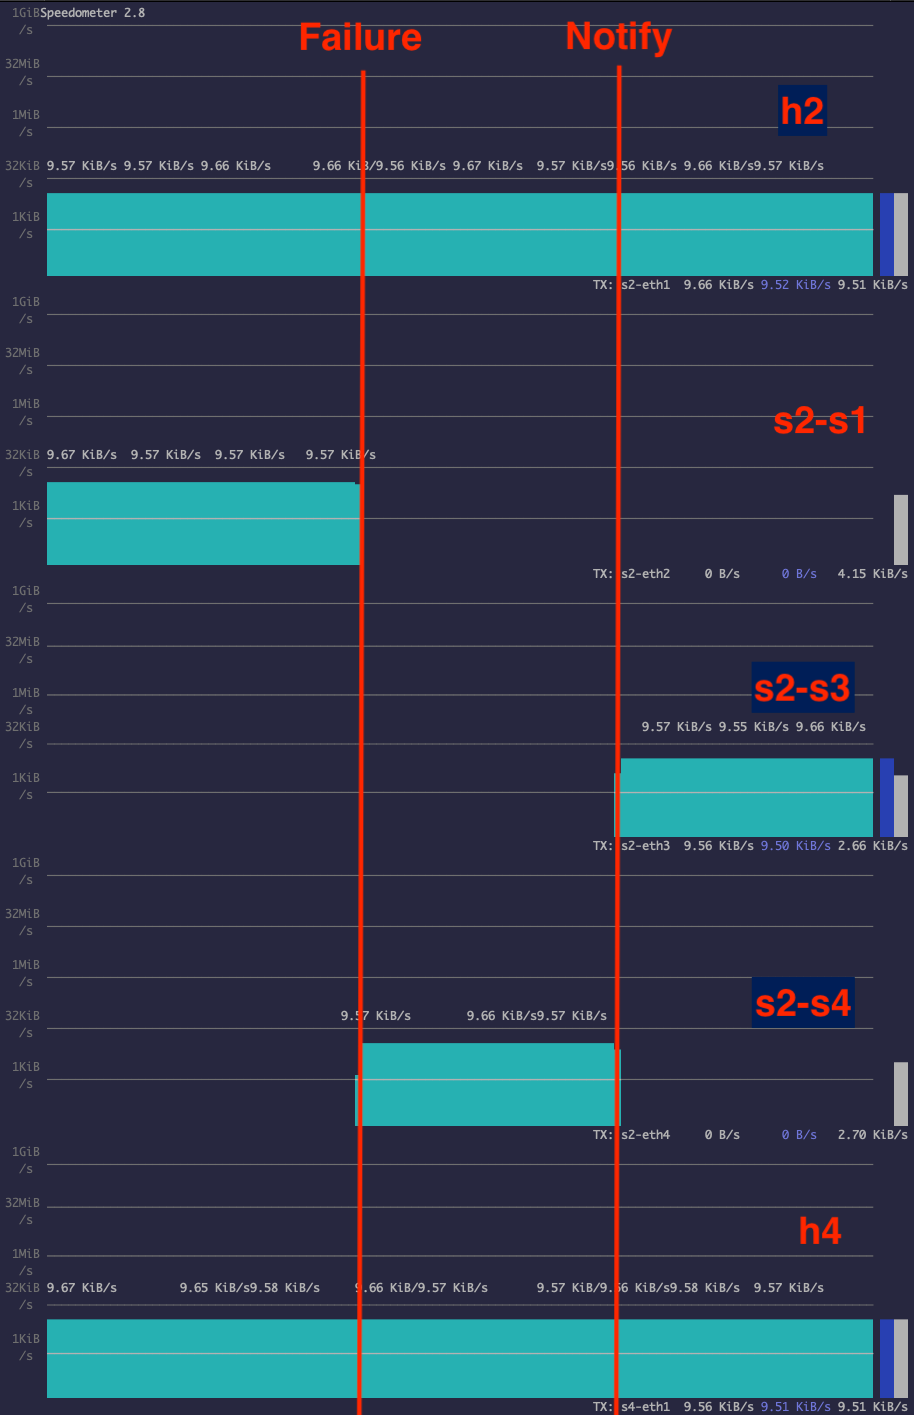 1GiB Speedometer 2.8
/s
Failure Notify
32MiB
/s
h2
1MiB
/s
32KiB 9.57 KiB/s 9.57 KiB/s 9.66 KiB/s 9.66 KiB/9.56 KiB/s 9.67 KiB/s 9.57 KiB/s9.56 KiB/s 9.66 KiB/s9.57 KiB/s
/s
1KiB
/s
TX: s2-eth1 9.66 KiB/s 9.52 KiB/s 9.51 KiB/s
1GiB
/s
32MiB
/s
1MiB
/s
s2-s1
32KiB 9.67 KiB/s 9.57 KiB/s 9.57 KiB/s 9.57 KiB/s
/s
1KiB
/s
TX: s2-eth2 0 B/s 0 B/s 4.15 KiB/s
1GiB
/s
32MiB
/s
s2-s3
1MiB
/s
32KiB 9.57 KiB/s 9.55 KiB/s 9.66 KiB/s
/s
1KiB
/s
TX: s2-eth3 9.56 KiB/s 9.50 KiB/s 2.66 KiB/s
1GiB
/s
32MiB
/s
1MiB
/s
s2-s4
32KiB 9.57 KiB/s 9.66 KiB/s9.57 KiB/s
/s
1KiB
/s
TX: s2-eth4 0 B/s 0 B/s 2.70 KiB/s
1GiB
/s
32MiB
/s
h4
1MiB
/s
32KiB 9.67 KiB/s 9.65 KiB/s9.58 KiB/s 9.66 KiB/9.57 KiB/s 9.57 KiB/9.56 KiB/s9.58 KiB/s 9.57 KiB/s
/s
1KiB
/s
TX: s4-eth1 9.56 KiB/s 9.51 KiB/s 9.51 KiB/s